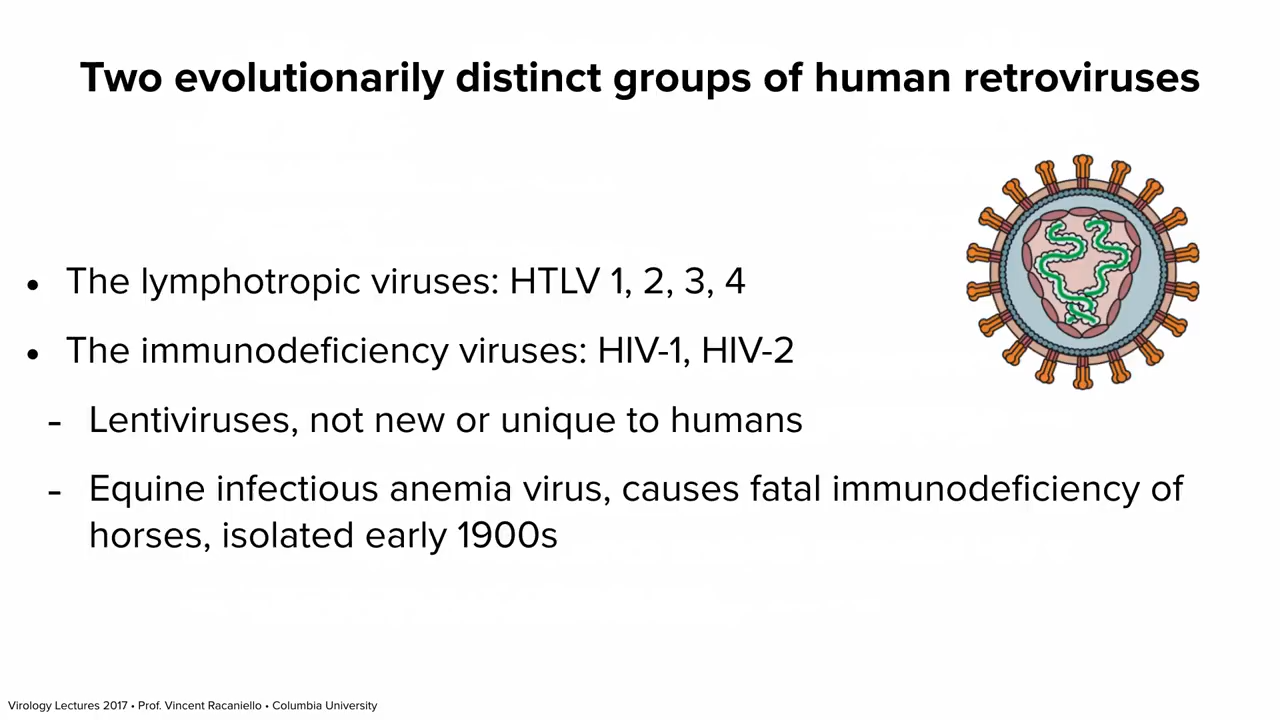 Two evolutionarily distinct groups of human retroviruses
• The lymphotropic viruses: HTLV 1, 2, 3, 4
• The immunodeficiency viruses: HIV-1, HIV-2
- Lentiviruses, not new or unique to humans
- Equine infectious anemia virus, causes fatal immunodeficiency of
horses, isolated early 1900s
Virology Lectures 2017 • Prof. Vincent Racaniello • Columbia University